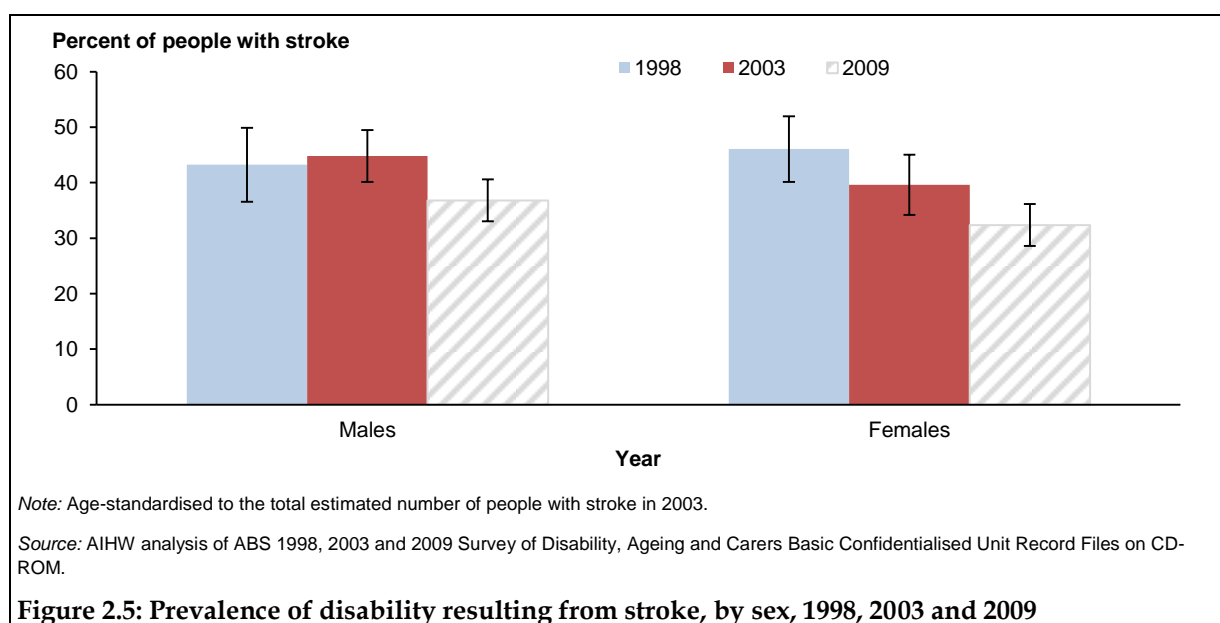 Percent of people with stroke
1998 2003 2009
60
50
40
30
20
10
0
Males Females
Year
Note: Age-standardised to the total estimated number of people with stroke in 2003.
Source: AIHW analysis of ABS 1998, 2003 and 2009 Survey of Disability, Ageing and Carers Basic Confidentialised Unit Record Files on CD-
ROM.
Figure 2.5: Prevalence of disability resulting from stroke, by sex, 1998, 2003 and 2009